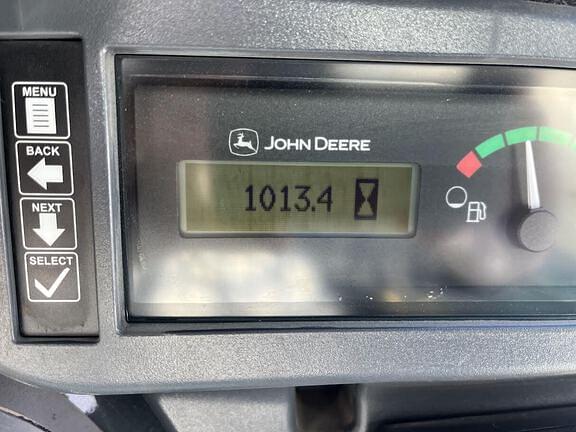 MENU
BACK
NEXT
SELECT
JOHN DEERE
1013.4